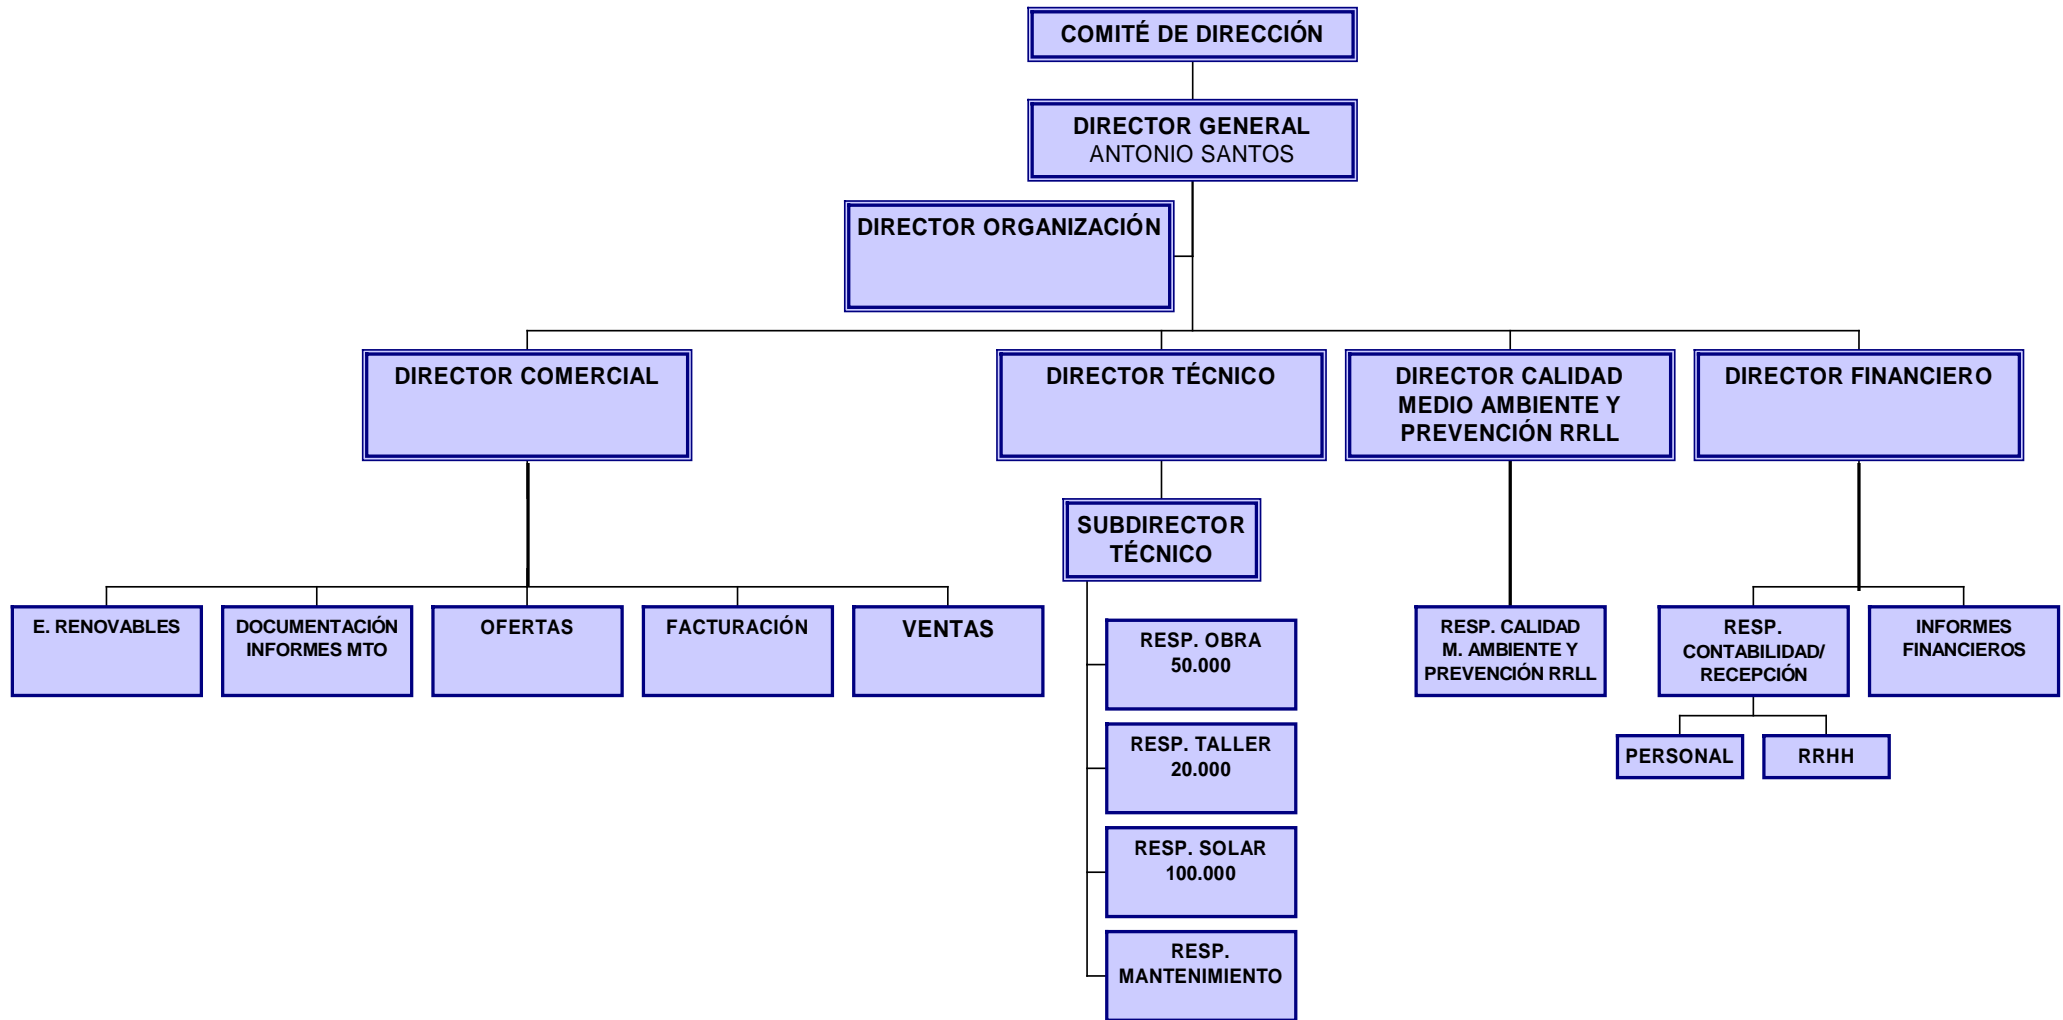 COMITÉ DE DIRECCIÓN
DIRECTOR GENERAL
ANTONIO SANTOS
DIRECTOR ORGANIZACIÓN
DIRECTOR COMERCIAL
DIRECTOR TÉCNICO
DIRECTOR CALIDAD
MEDIO AMBIENTE Y
PREVENCIÓN RRLL
DIRECTOR FINANCIERO
SUBDIRECTOR
TÉCNICO
E. RENOVABLES
DOCUMENTACIÓN
INFORMES MTO
OFERTAS
FACTURACIÓN
VENTAS
RESP. OBRA
50.000
RESP. TALLER
20.000
RESP. SOLAR
100.000
RESP.
MANTENIMIENTO
RESP. CALIDAD
M. AMBIENTE Y
PREVENCIÓN RRLL
RESP.
CONTABILIDAD/
RECEPCIÓN
INFORMES
FINANCIEROS
PERSONAL
RRHH